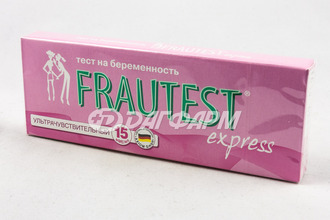 тест на беременность
FRAUTEST®
УЛЬТРАЧУВСТВИТЕЛЬНЫЙ 15
express
ДАГФАРМ